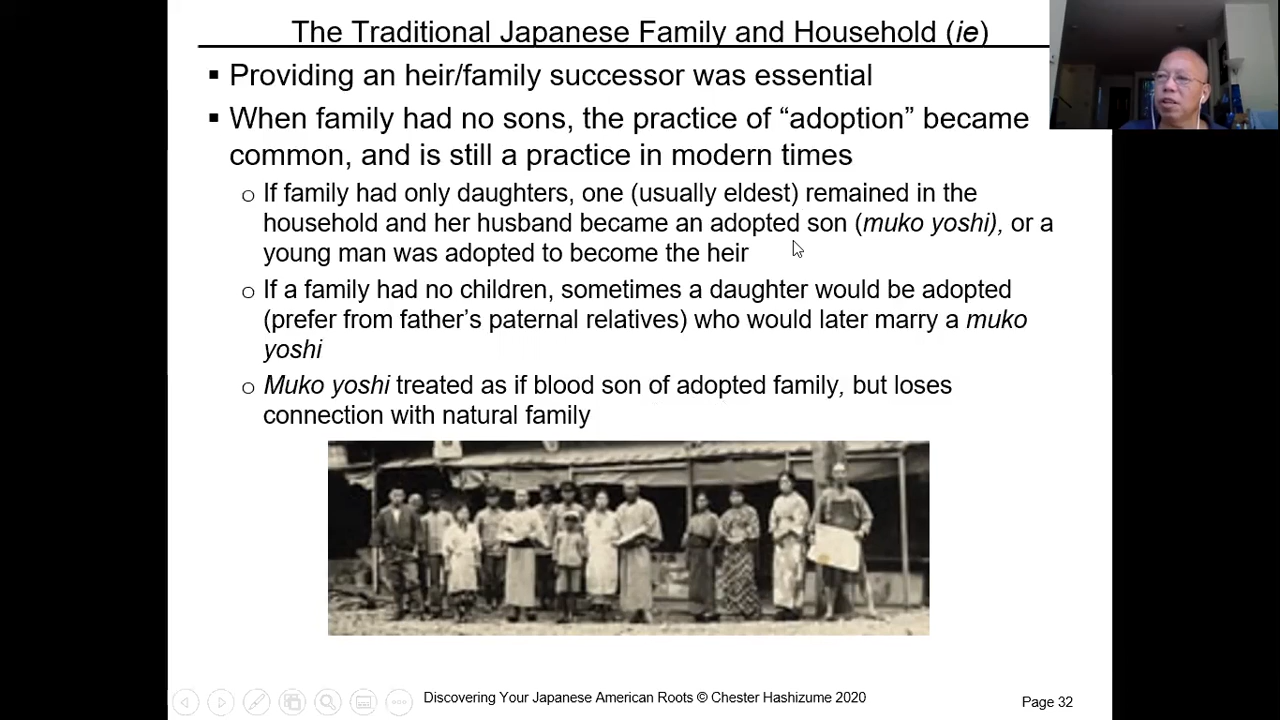 The Traditional Japanese Family and Household (ie)
▪ Providing an heir/family successor was essential
▪ When family had no sons, the practice of “adoption” became
common, and is still a practice in modern times
o If family had only daughters, one (usually eldest) remained in the
household and her husband became an adopted son (muko yoshi), or a
young man was adopted to become the heir
o If a family had no children, sometimes a daughter would be adopted
(prefer from father’s paternal relatives) who would later marry a muko
yoshi
o Muko yoshi treated as if blood son of adopted family, but loses
connection with natural family
Discovering Your Japanese American Roots © Chester Hashizume 2020
Page 32